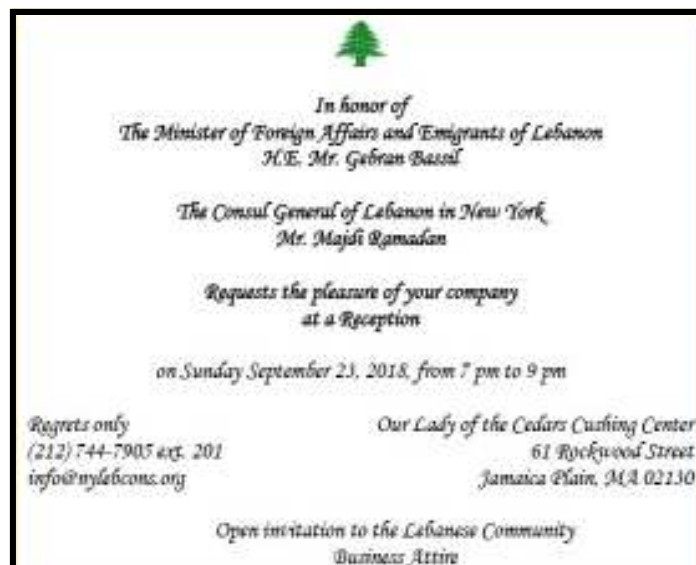 In honor of
The Minister of Foreign Affairs and Emigrants of Lebanon
H.E. Mr. Gebran Bassil
The Consul General of Lebanon in New York
Mr. Majdi Ramadan
Requests the pleasure of your company
at a Reception
on Sunday September 23, 2018, from 7 pm to 9 pm
Regrets only
(212) 744-7905 ext. 201
info@nylebcons.org
Our Lady of the Cedars Cushing Center
61 Rockwood Street
Jamaica Plain, MA 02130
Open invitation to the Lebanese Community
Business Attire